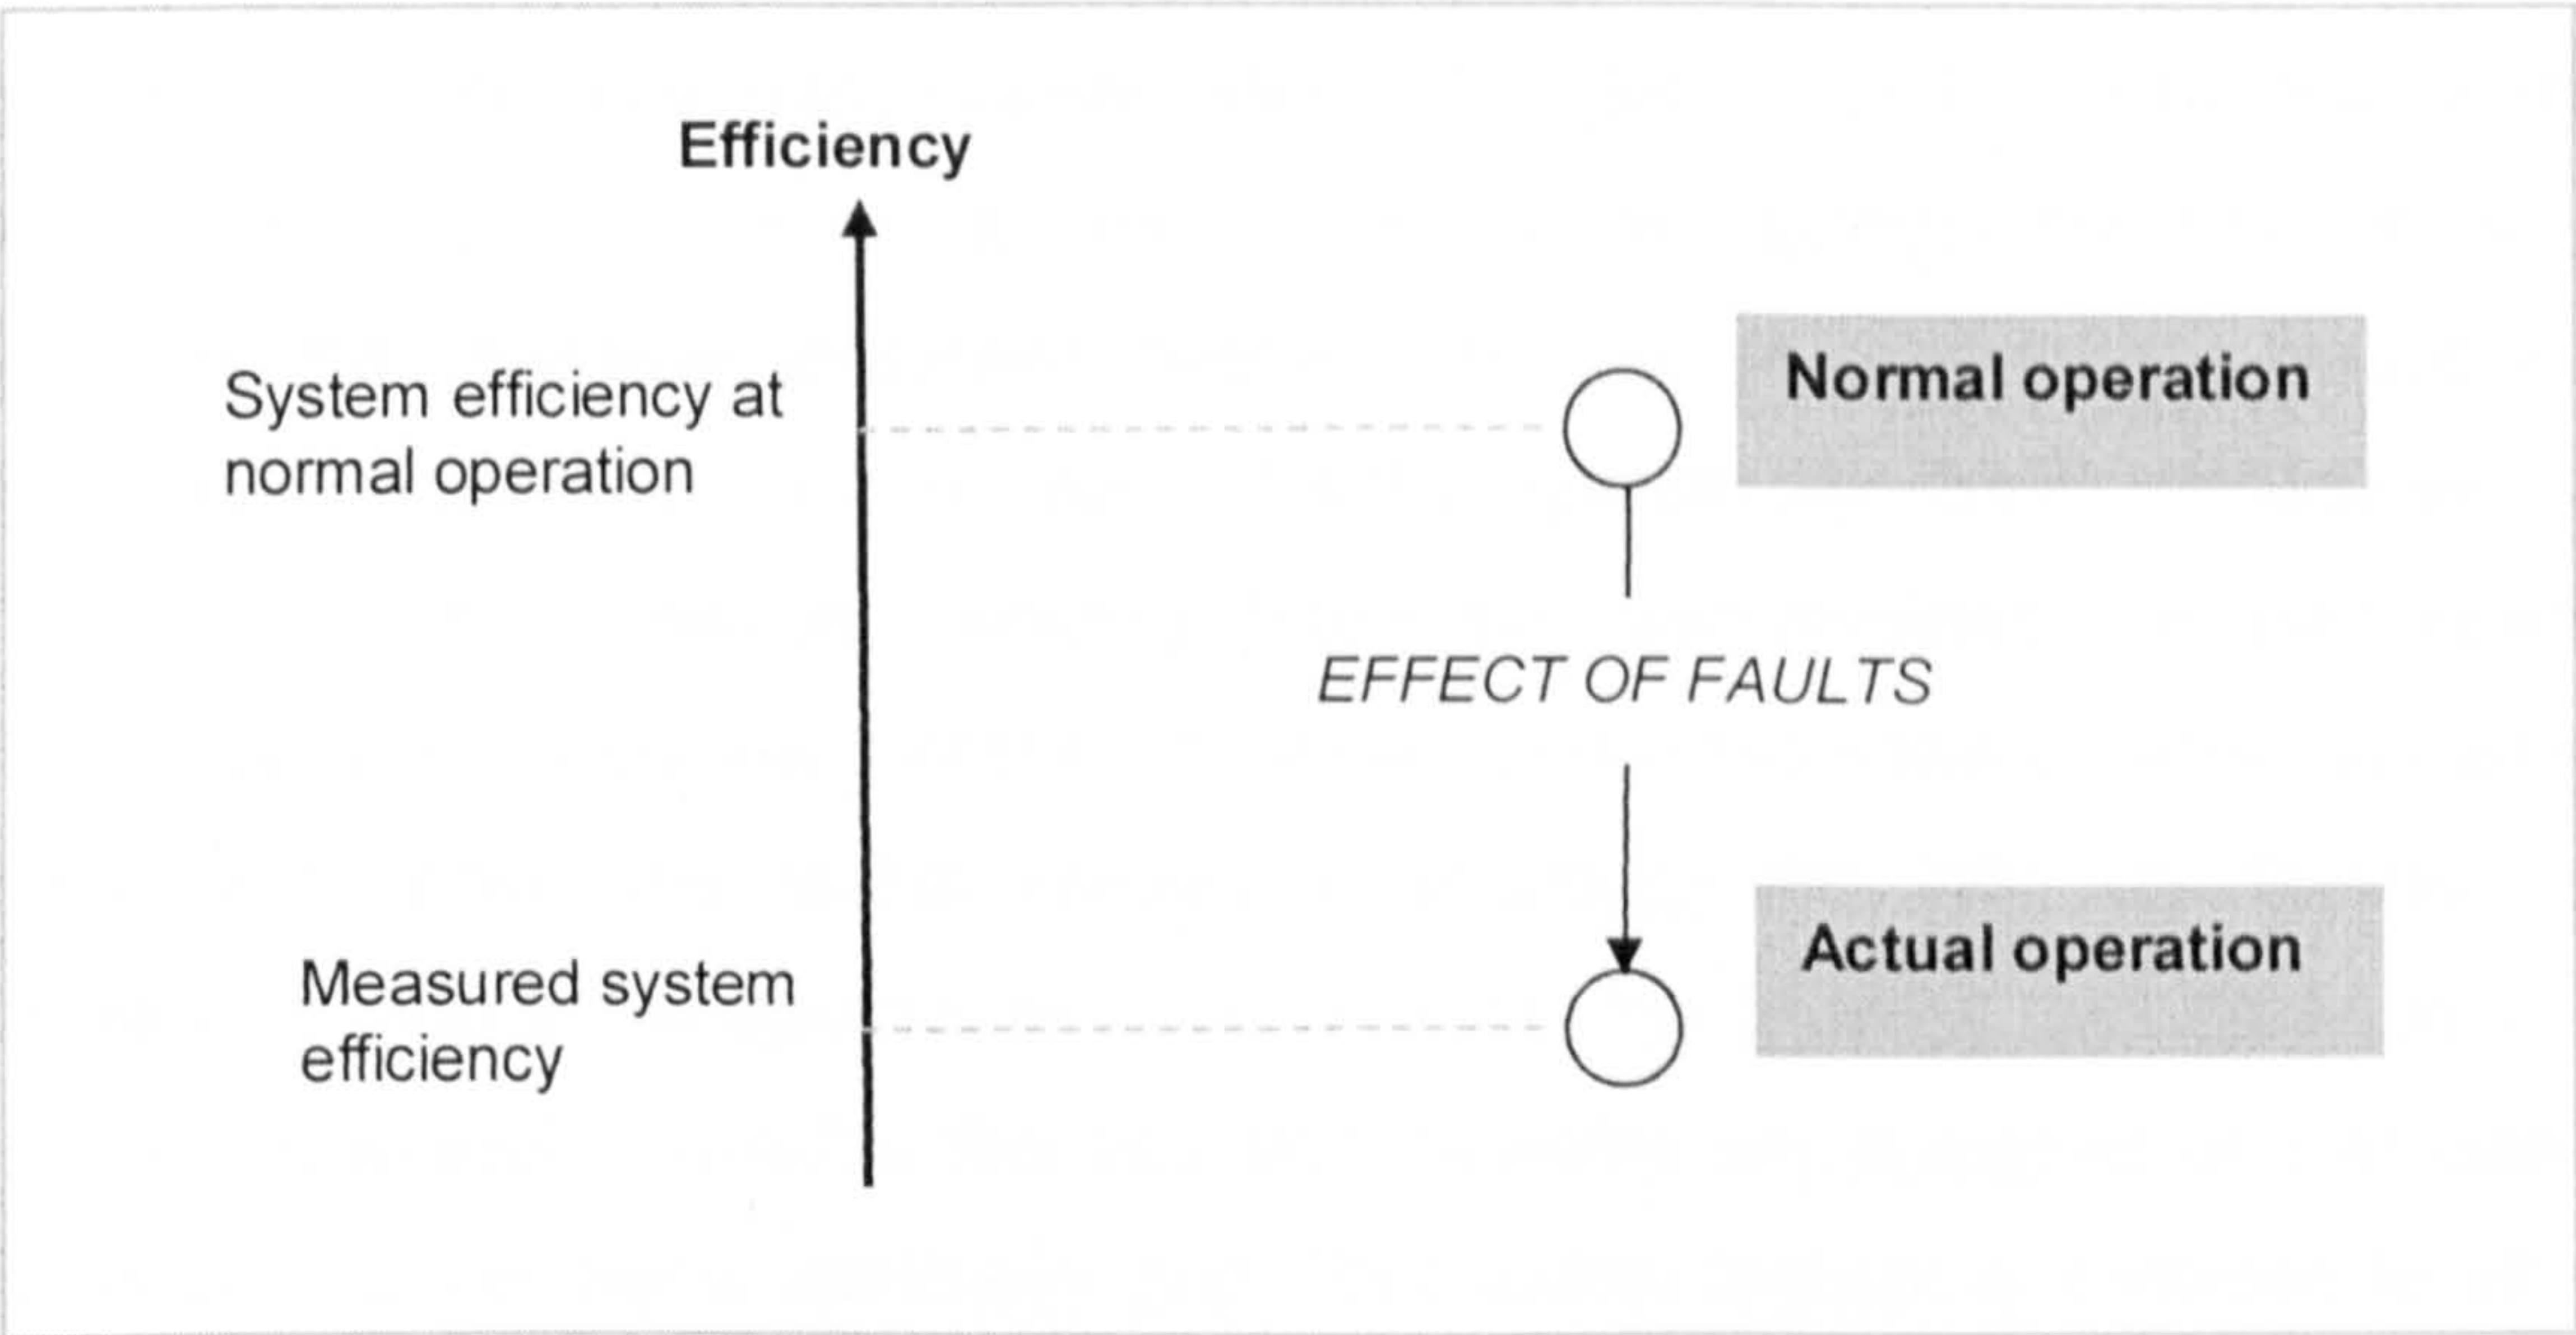 Efficiency
System efficiency at
normal operation
Normal operation
EFFECT OF FAULTS
Measured system
efficiency
Actual operation